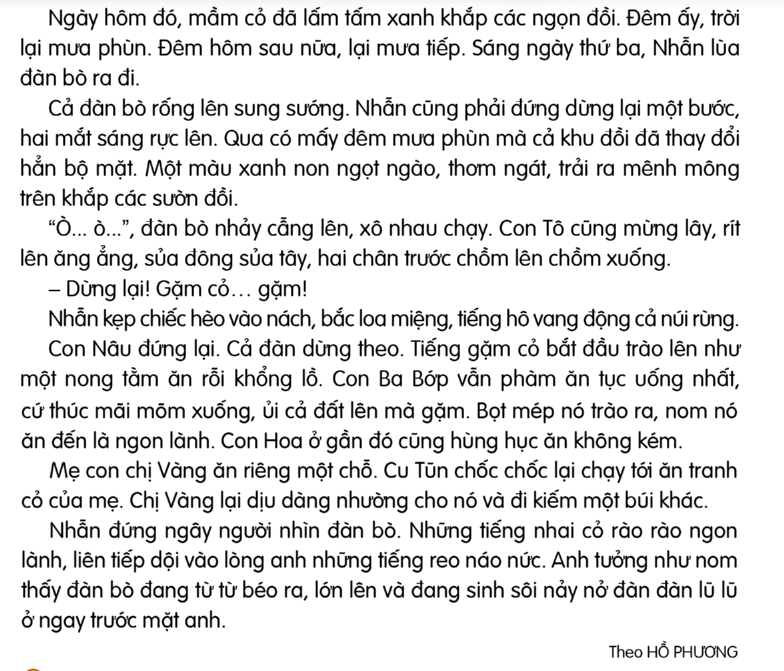 Ngày hôm đó, mầm cỏ đã lấm tấm xanh khắp các ngọn đồi. Đêm ấy, trời
lại mưa phùn. Đêm hôm sau nữa, lại mưa tiếp. Sáng ngày thứ ba, Nhẫn lùa
đàn bò ra đi.
Cả đàn bò rống lên sung sướng. Nhẫn cũng phải đứng dừng lại một bước,
hai mắt sáng rực lên. Qua có mấy đêm mưa phùn mà cả khu đồi đã thay đổi
hẳn bộ mặt. Một màu xanh non ngọt ngào, thơm ngát, trải ra mênh mông
trên khắp các sườn đồi.
“Ò... ò...”, đàn bò nhảy cẫng lên, xô nhau chạy. Con Tô cũng mừng lây, rít
lên ăng ẳng, sủa đông sủa tây, hai chân trước chồm lên chồm xuống.
– Dừng lại! Gặm cỏ... gặm!
Nhẫn kẹp chiếc hèo vào nách, bắc loa miệng, tiếng hô vang động cả núi rừng.
Con Nâu đứng lại. Cả đàn dừng theo. Tiếng gặm cỏ bắt đầu trào lên như
một nong tằm ăn rỗi khổng lồ. Con Ba Bớp vẫn phàm ăn tục uống nhất,
cứ thúc mãi mõm xuống, ủi cả đất lên mà gặm. Bọt mép nó trào ra, nom nó
ăn đến là ngon lành. Con Hoa ở gần đó cũng hùng hục ăn không kém.
Mẹ con chị Vàng ăn riêng một chỗ. Cu Tũn chốc chốc lại chạy tới ăn tranh
cỏ của mẹ. Chị Vàng lại dịu dàng nhường cho nó và đi kiếm một búi khác.
Nhẫn đứng ngây người nhìn đàn bò. Những tiếng nhai cỏ rào rào ngon
lành, liên tiếp dội vào lòng anh những tiếng reo náo nức. Anh tưởng như nom
thấy đàn bò đang từ từ béo ra, lớn lên và đang sinh sôi nảy nở đàn đàn lũ lũ
ở ngay trước mặt anh.
Theo HỒ PHƯƠNG